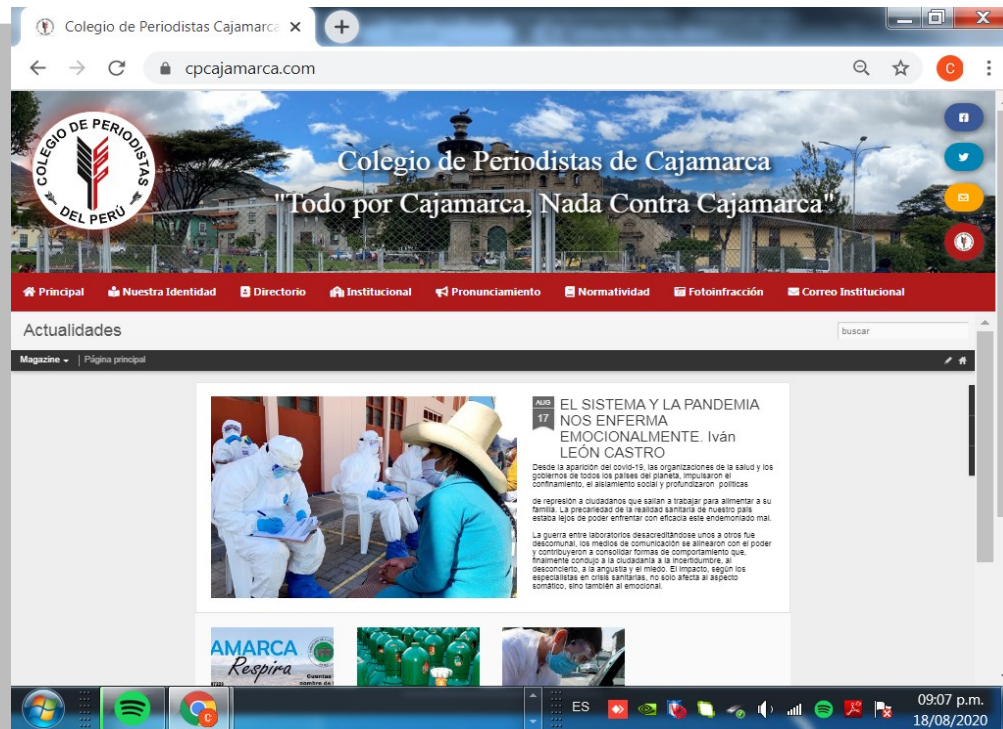 Colegio de Periodistas Cajamarca
cpcajamarca.com
C
COLEGIO DE PERIODISTAS
DEL PERÚ
Colegio de Periodistas de Cajamarca
"Todo por Cajamarca, Nada Contra Cajamarca"
Principal Nuestra Identidad Directorio Institucional Pronunciamiento Normatividad Fotoinfracción Correo Institucional
Actualidades
buscar
Magazine Página principal
AUG
17
EL SISTEMA Y LA PANDEMIA
NOS ENFERMA
EMOCIONALMENTE. Iván
LEÓN CASTRO
Desde la aparición del covid-19, las organizaciones de la salud y los
gobiernos de todos los países del planeta, impulsaron el
confinamiento, el aislamiento social y profundizaron políticas
de represión a ciudadanos que salían a trabajar para alimentar a su
familia. La precariedad de la realidad sanitaria de nuestro país
estaba lejos de poder enfrentar con eficacia este endemoniado mal.
La guerra entre laboratorios desacreditándose unos a otros fue
descomunal, los medios de comunicación se alinearon con el poder
y contribuyeron a consolidar formas de comportamiento que,
finalmente condujo a la ciudadanía a la incertidumbre, al
desconcierto, a la angustia y el miedo. El impacto, según los
especialistas en crisis sanitarias, no solo afecta al aspecto
somático, sino también al emocional.
AMARCA
Respira
Cuentas
nombre de
ES
09:07 p.m.
18/08/2020
C